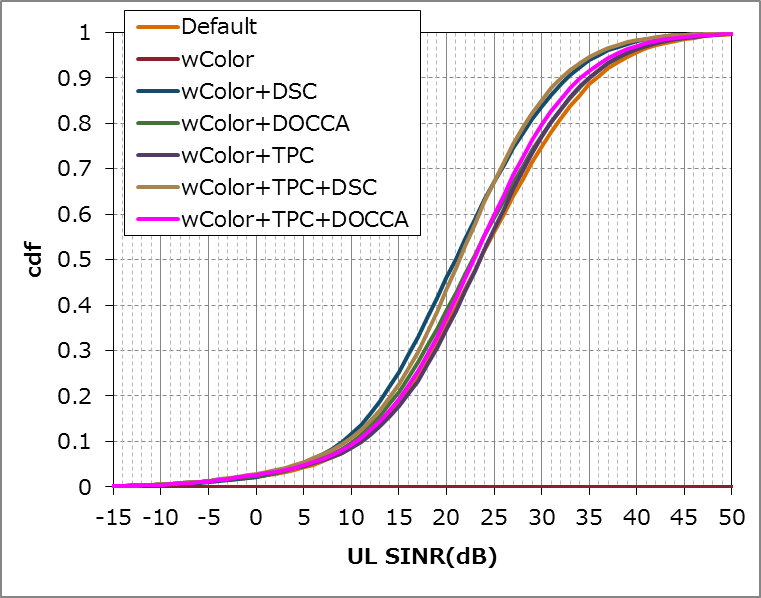 Default
wColor
wColor+DSC
wColor+DOCCA
wColor+TPC
wColor+TPC+DSC
wColor+TPC+DOCCA
1
0.9
0.8
0.7
0.6
0.5
0.4
0.3
0.2
0.1
0
cdf
-15 -10 -5 0 5 10 15 20 25 30 35 40 45 50
UL SINR(dB)